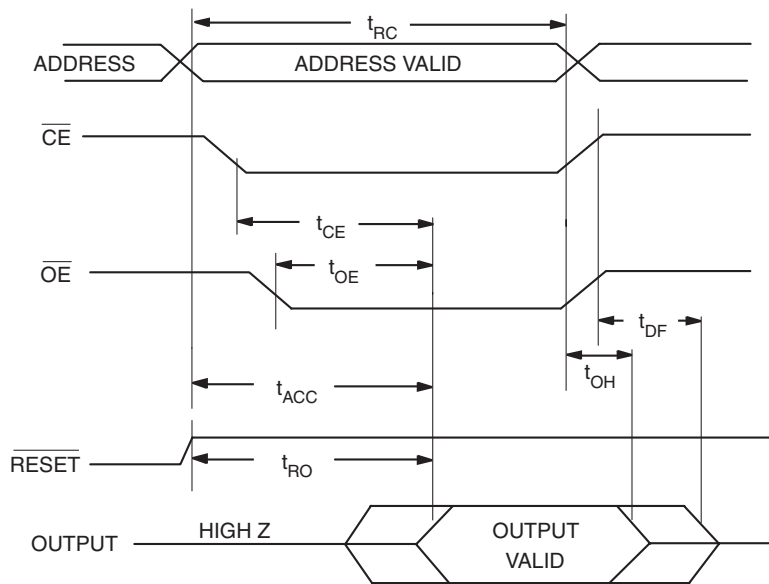 tRC
ADDRESS
ADDRESS VALID
CE
tCE
tOE
OE
tDF
tOH
tACC
RESET
tRO
HIGH Z
OUTPUT
OUTPUT
VALID